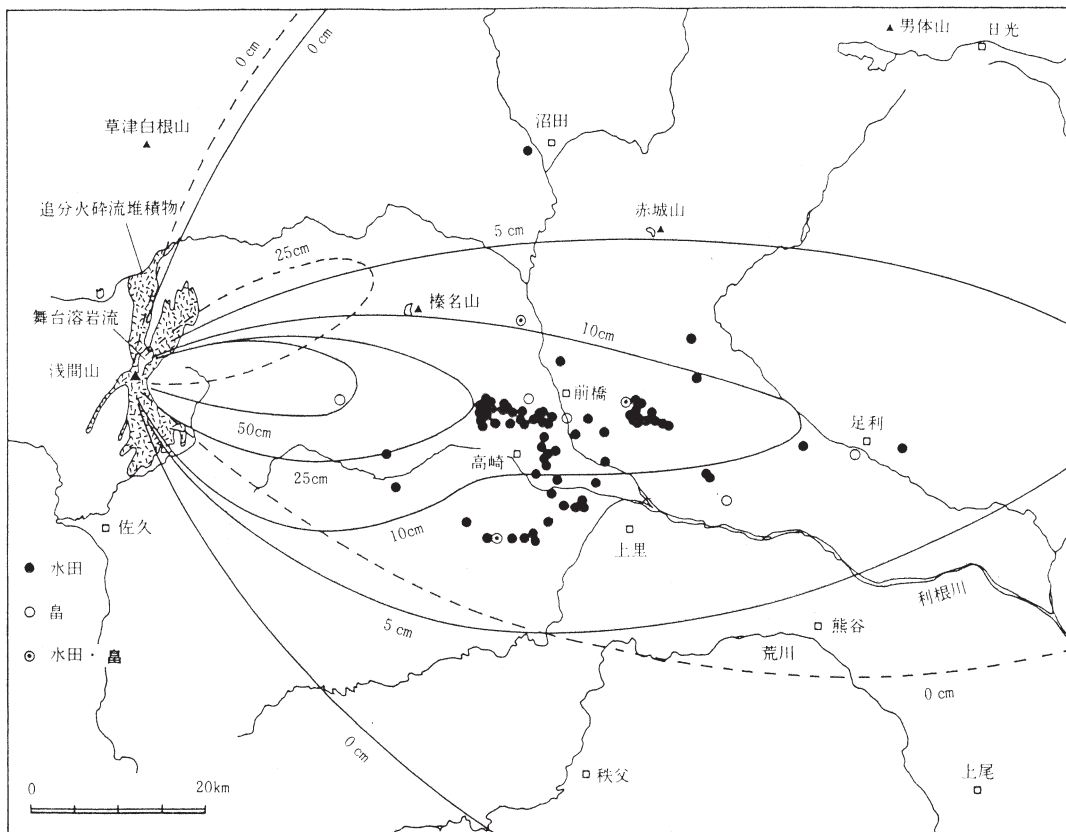 0 cm
0 cm
男体山
日光
草津白根山
沼田
追分火砕流堆積物
赤城山
5 cm
25cm
舞台溶岩流
榛名山
10cm
浅間山
前橋
足利
50cm
高崎
25cm
佐久
10cm
上里
水田
利根川
畠
5 cm
熊谷
水田・畠
荒川
0 cm
0 cm
秩父
上尾
0
20km